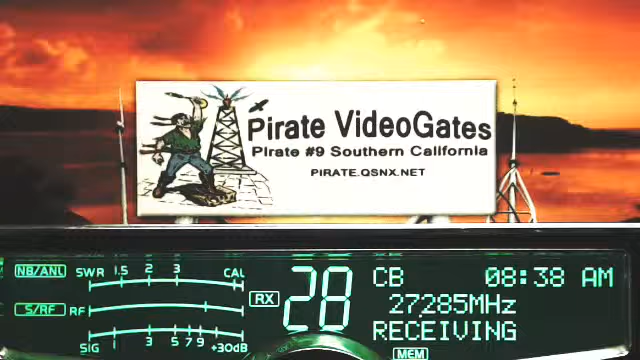 Pirate VideoGates
Pirate #9 Southern California
PIRATE.QSNX.NET
NB/ANL SWR 1.5 2 3 CAL
S/RF RF
SIG 3 5 7 9 +30dB
RX 28
CB 08:38 AM
27285MHz
RECEIVING
MEM